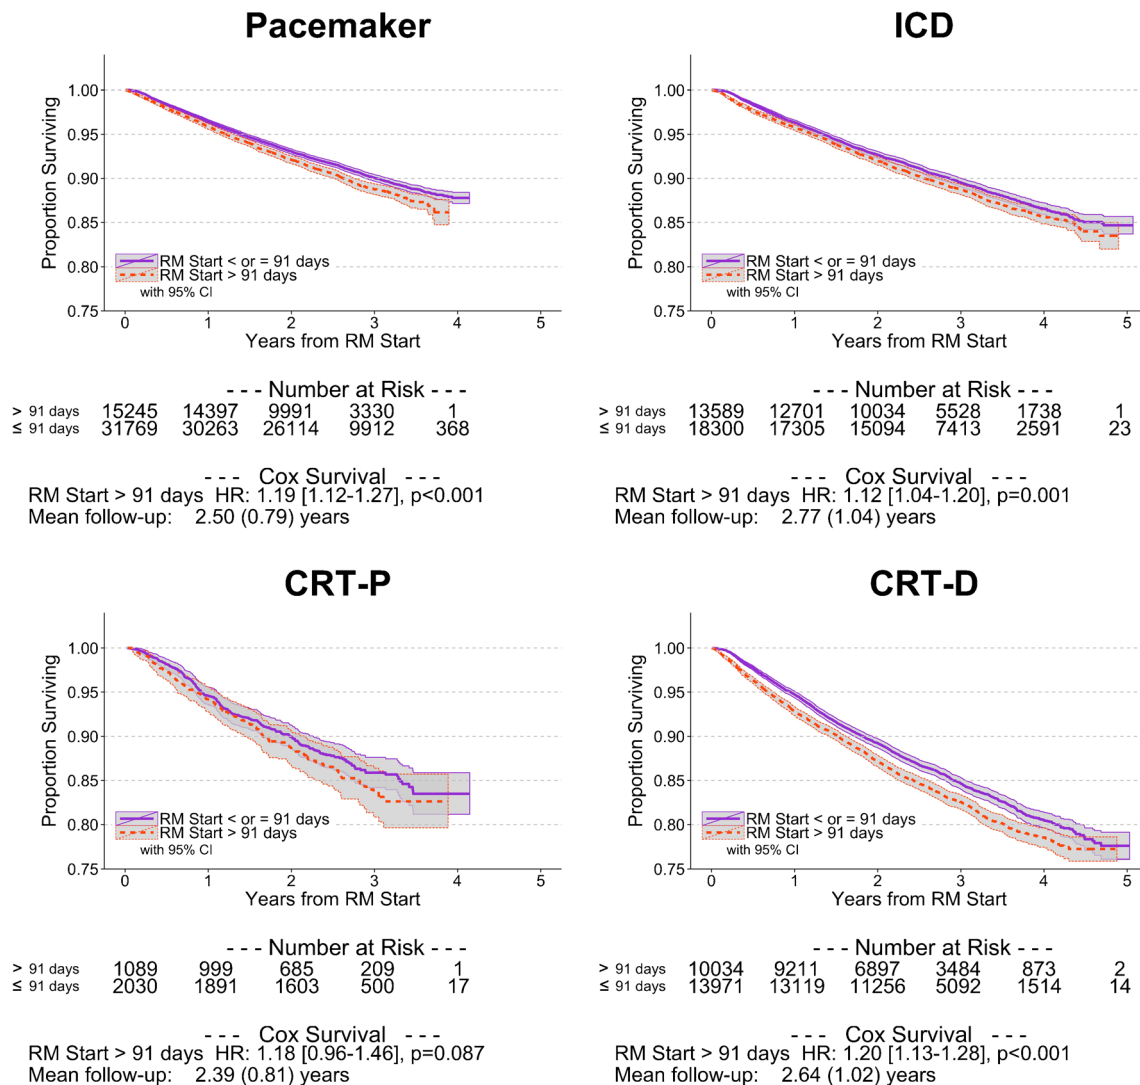 Pacemaker
Proportion Surviving
1.00
0.95
0.90
0.85
0.80
0.75
RM Start < or = 91 days
RM Start > 91 days
with 95% CI
0 1 2 3 4 5
Years from RM Start
- - - Number at Risk - - -
> 91 days 15245 14397 9991 3330 1
≤ 91 days 31769 30263 26114 9912 368
- - - Cox Survival - - -
RM Start > 91 days HR: 1.19 [1.12-1.27], p<0.001
Mean follow-up: 2.50 (0.79) years
ICD
Proportion Surviving
1.00
0.95
0.90
0.85
0.80
0.75
RM Start < or = 91 days
RM Start > 91 days
with 95% CI
0 1 2 3 4 5
Years from RM Start
- - - Number at Risk - - -
> 91 days 13589 12701 10034 5528 1738 1
≤ 91 days 18300 17305 15094 7413 2591 23
- - - Cox Survival - - -
RM Start > 91 days HR: 1.12 [1.04-1.20], p=0.001
Mean follow-up: 2.77 (1.04) years
CRT-P
Proportion Surviving
1.00
0.95
0.90
0.85
0.80
0.75
RM Start < or = 91 days
RM Start > 91 days
with 95% CI
0 1 2 3 4 5
Years from RM Start
- - - Number at Risk - - -
> 91 days 1089 999 685 209 1
≤ 91 days 2030 1891 1603 500 17
- - - Cox Survival - - -
RM Start > 91 days HR: 1.18 [0.96-1.46], p=0.087
Mean follow-up: 2.39 (0.81) years
CRT-D
Proportion Surviving
1.00
0.95
0.90
0.85
0.80
0.75
RM Start < or = 91 days
RM Start > 91 days
with 95% CI
0 1 2 3 4 5
Years from RM Start
- - - Number at Risk - - -
> 91 days 10034 9211 6897 3484 873 2
≤ 91 days 13971 13119 11256 5092 1514 14
- - - Cox Survival - - -
RM Start > 91 days HR: 1.20 [1.13-1.28], p<0.001
Mean follow-up: 2.64 (1.02) years